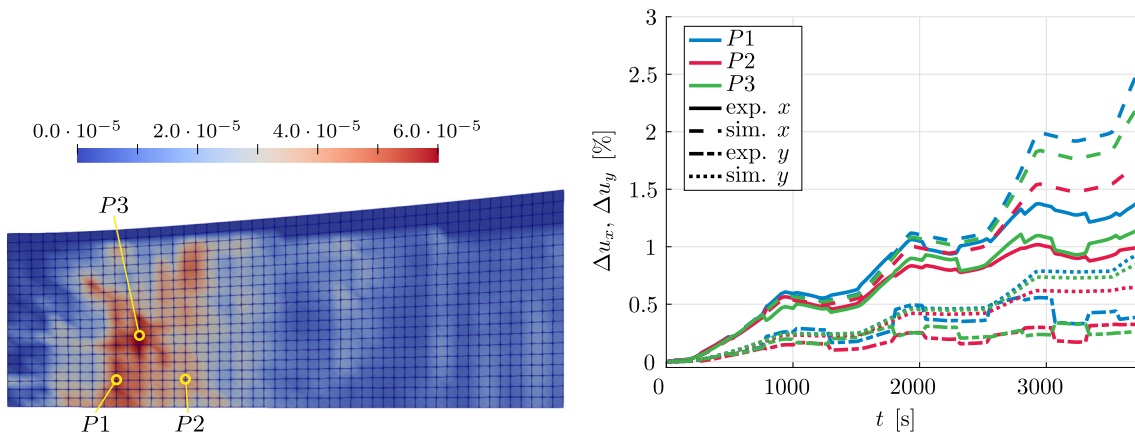 0.0 · 10⁻⁵ 2.0 · 10⁻⁵ 4.0 · 10⁻⁵ 6.0 · 10⁻⁵
P3
P1 P2
3
2.5
2
1.5
1
0.5
0
Δuₓ, Δu_y [%]
P1
P2
P3
exp. x
sim. x
exp. y
sim. y
0 1000 2000 3000
t [s]